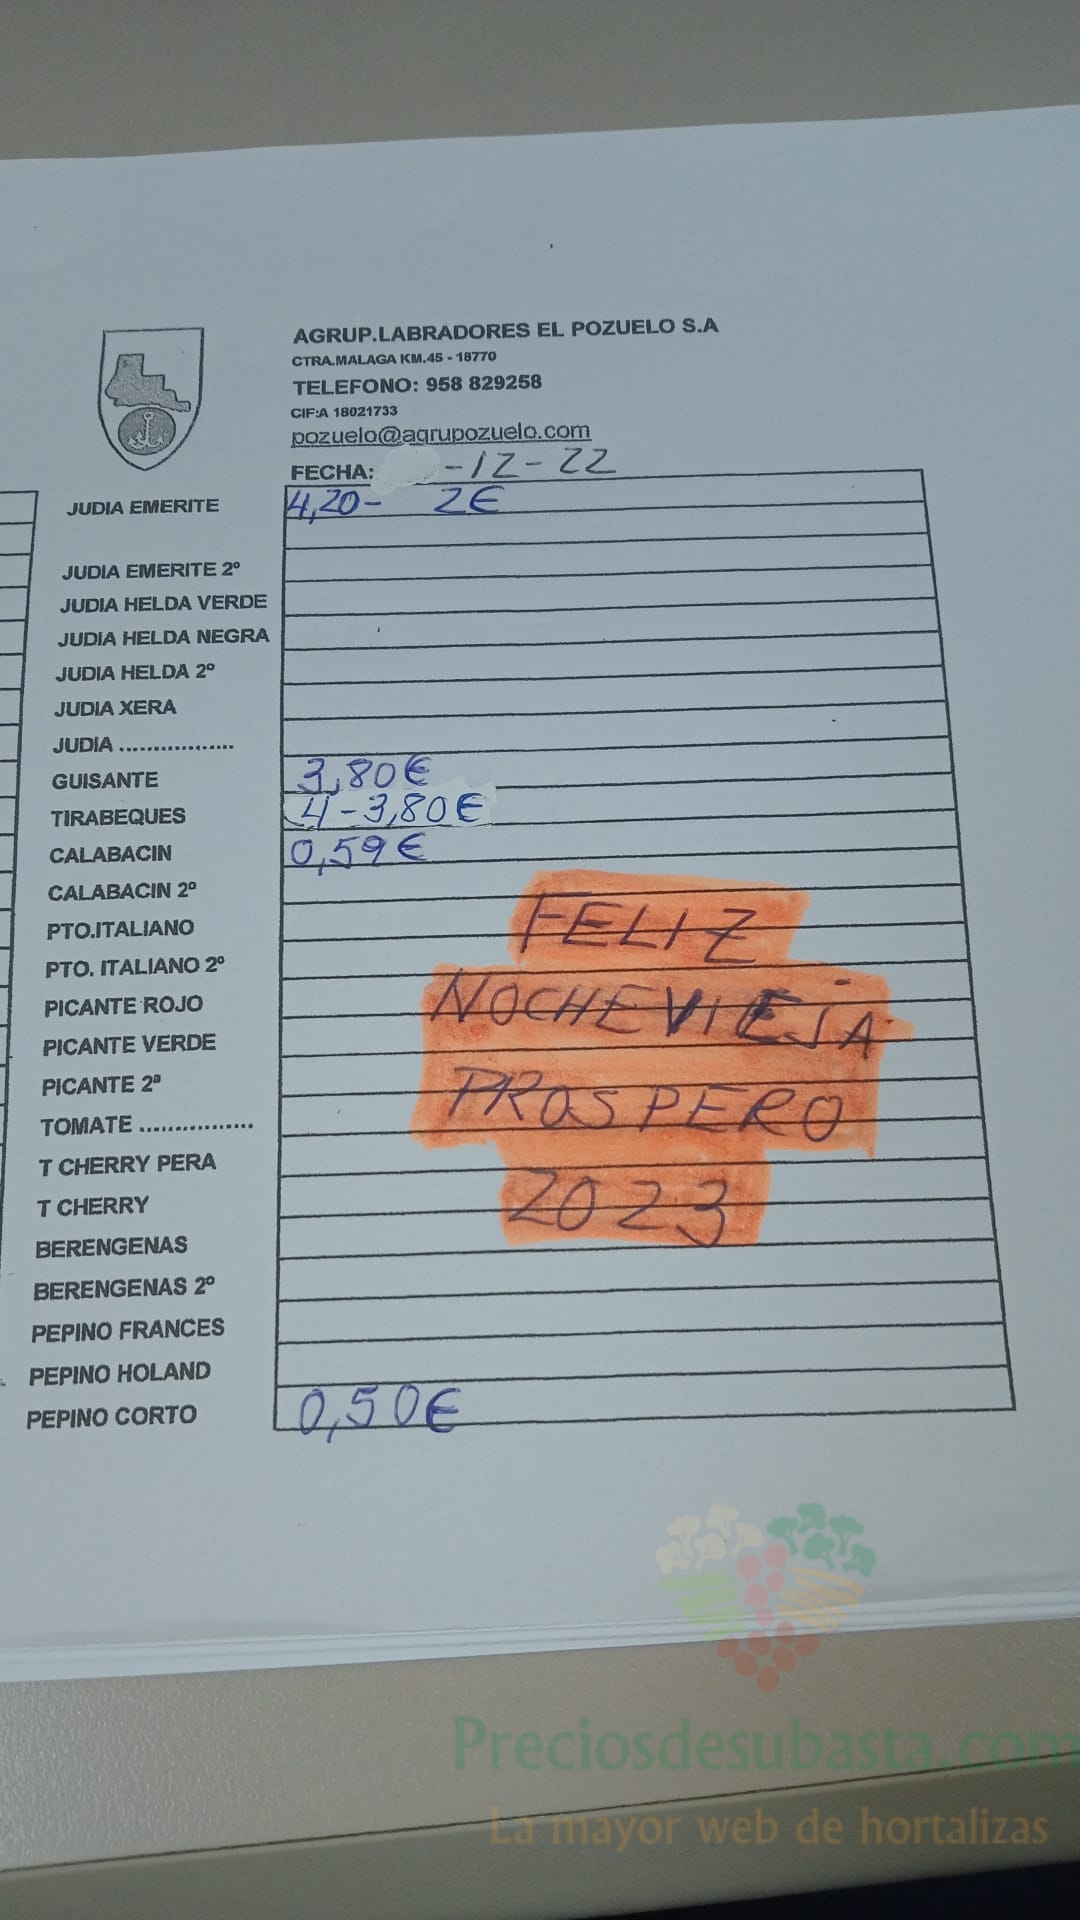 AGRUP.LABRADORES EL POZUELO S.A
CTRA.MALAGA KM.45 - 18770
TELEFONO: 958 829258
CIF:A 18021733
pozuelo@agrupozuelo.com
FECHA: -12-22
JUDIA EMERITE 4,20- 2€
JUDIA EMERITE 2º
JUDIA HELDA VERDE
JUDIA HELDA NEGRA
JUDIA HELDA 2º
JUDIA XERA
JUDIA ..................
GUISANTE 3,80€
TIRABEQUES 4-3,80€
CALABACIN 0,59€
CALABACIN 2º
PTO.ITALIANO
PTO. ITALIANO 2º
PICANTE ROJO
PICANTE VERDE
PICANTE 2ª
TOMATE ................
T CHERRY PERA
T CHERRY
BERENGENAS
BERENGENAS 2º
PEPINO FRANCES
PEPINO HOLAND
PEPINO CORTO 0,50€
FELIZ
NOCHEVIEJA
PROSPERO
2023
Preciosdesubasta.com
La mayor web de hortalizas